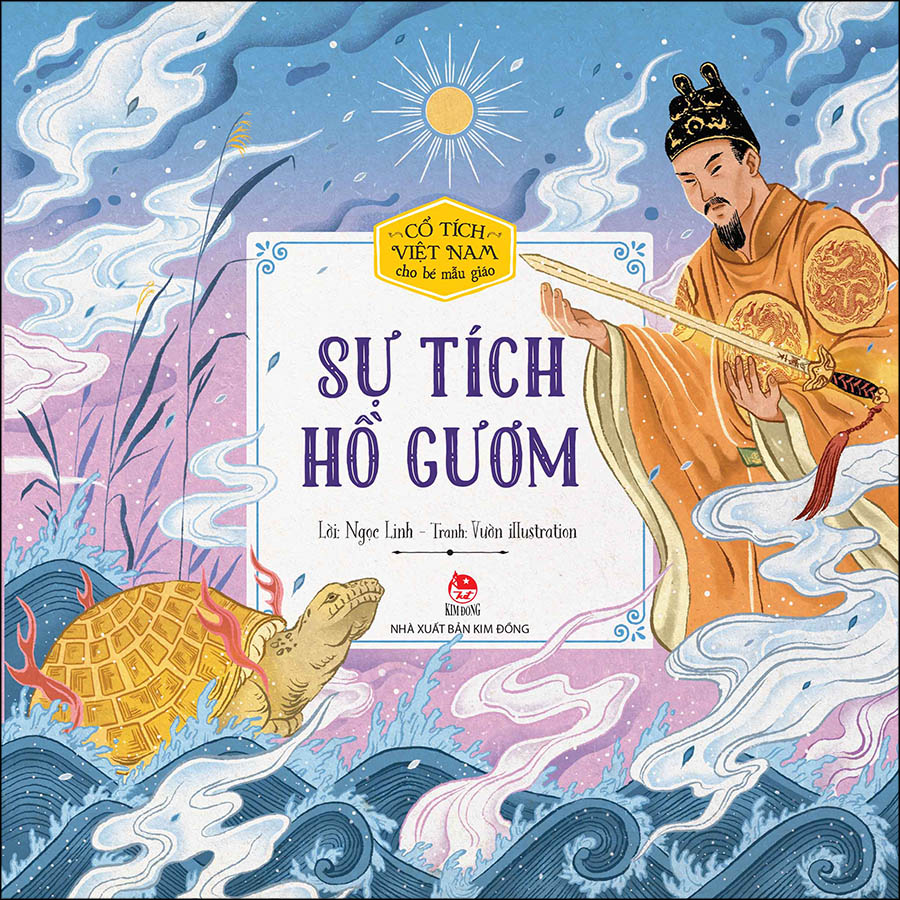 CỔ TÍCH
VIỆT NAM
cho bé mẫu giáo
SỰ TÍCH
HỒ GƯƠM
Lời: Ngọc Linh - Tranh: Vườn illustration
KIM ĐỒNG
NHÀ XUẤT BẢN KIM ĐỒNG